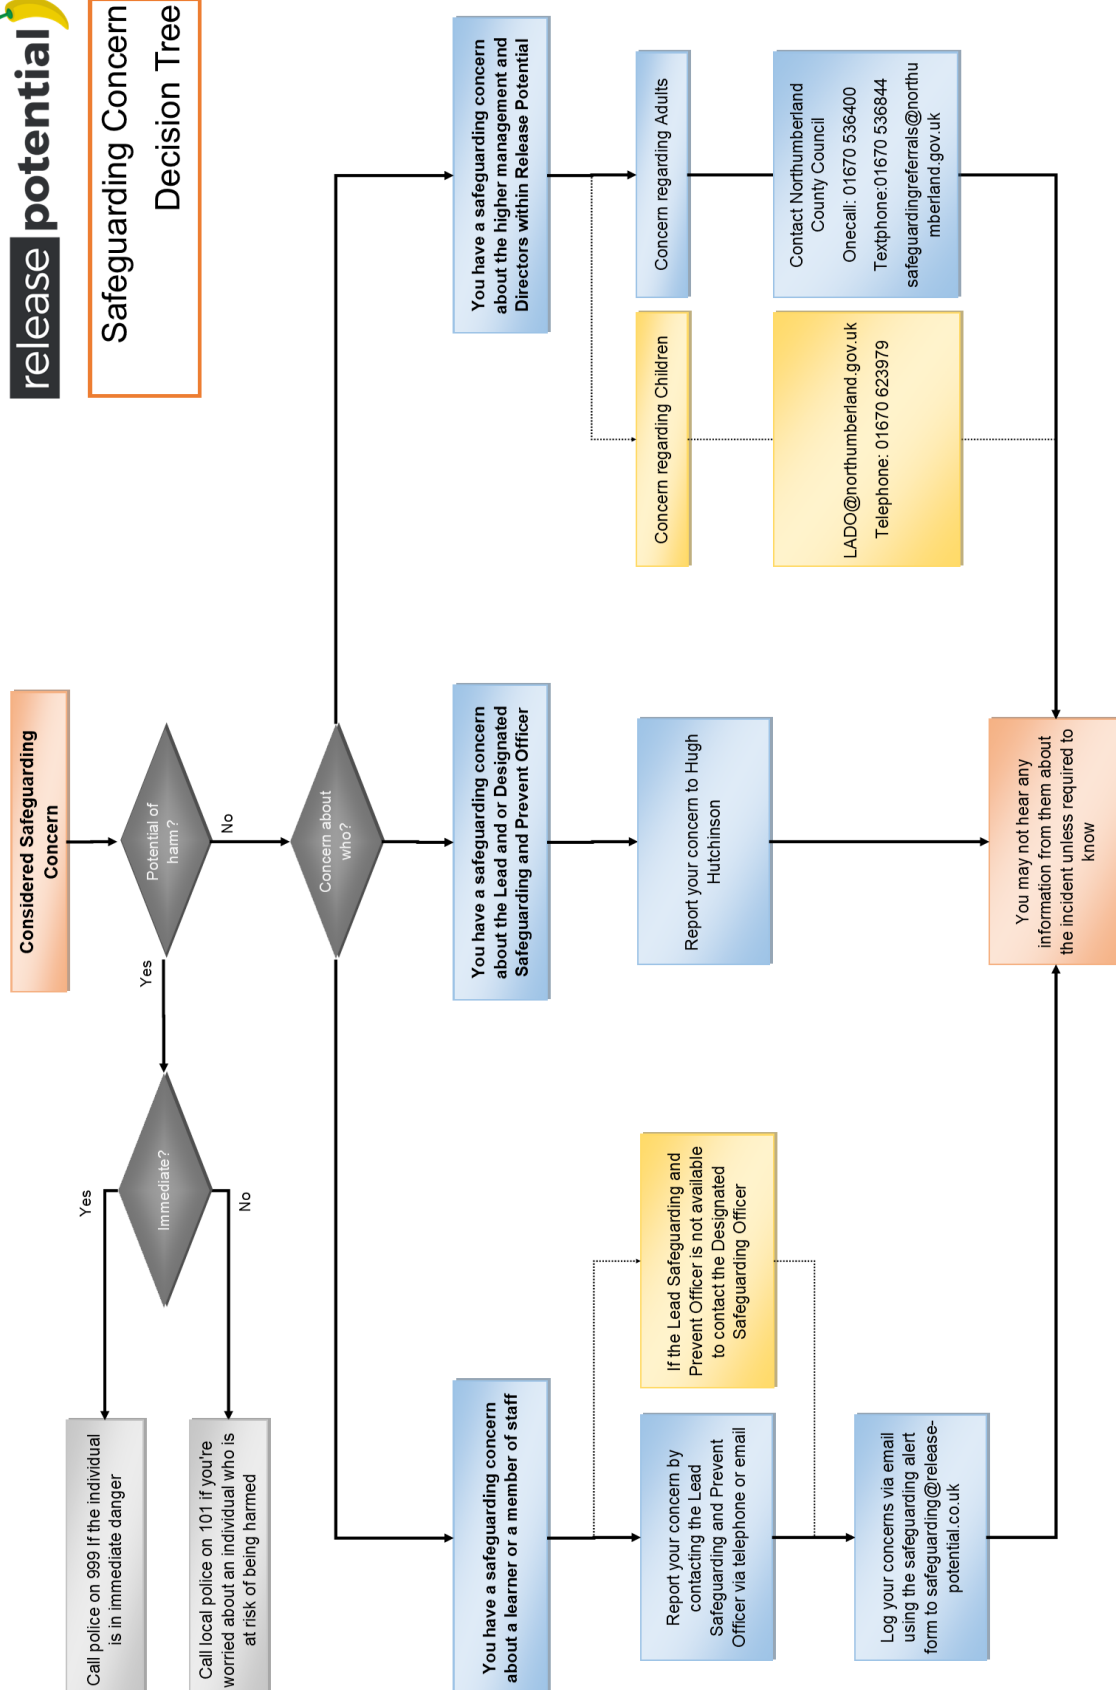 release potential
Safeguarding Concern
Decision Tree
Considered Safeguarding
Concern
Potential of
harm?
Yes
No
Immediate?
Yes
No
Call police on 999 If the individual
is in immediate danger
Call local police on 101 if you're
worried about an individual who is
at risk of being harmed
Concern about
who?
You have a safeguarding concern
about a learner or a member of staff
Report your concern by
contacting the Lead
Safeguarding and Prevent
Officer via telephone or email
If the Lead Safeguarding and
Prevent Officer is not available
to contact the Designated
Safeguarding Officer
Log your concerns via email
using the safeguarding alert
form to safeguarding@release-
potential.co.uk
You have a safeguarding concern
about the Lead and or Designated
Safeguarding and Prevent Officer
Report your concern to Hugh
Hutchinson
You have a safeguarding concern
about the higher management and
Directors within Release Potential
Concern regarding Children
LADO@northumberland.gov.uk
Telephone: 01670 623979
Concern regarding Adults
Contact Northumberland
County Council
Onecall: 01670 536400
Textphone:01670 536844
safeguardingreferrals@northu
mberland.gov.uk
You may not hear any
information from them about
the incident unless required to
know